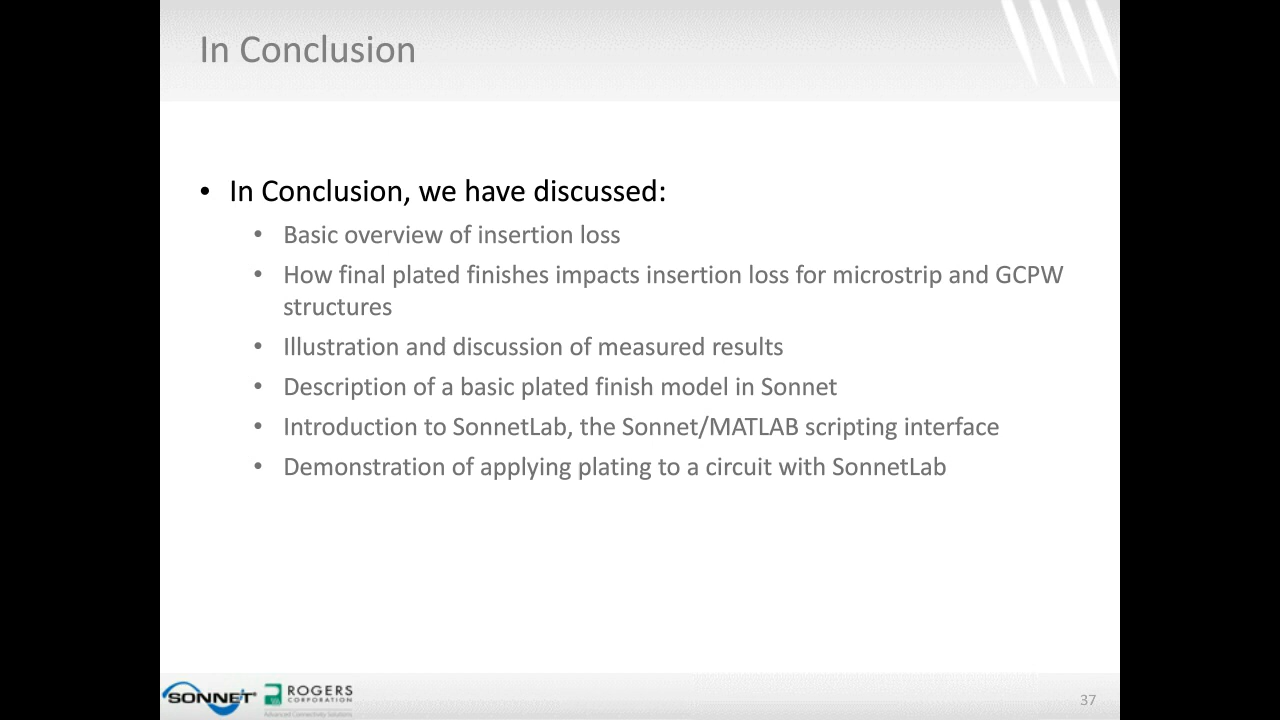 In Conclusion
• In Conclusion, we have discussed:
• Basic overview of insertion loss
• How final plated finishes impacts insertion loss for microstrip and GCPW
structures
• Illustration and discussion of measured results
• Description of a basic plated finish model in Sonnet
• Introduction to SonnetLab, the Sonnet/MATLAB scripting interface
• Demonstration of applying plating to a circuit with SonnetLab
SONNET
ROGERS
CORPORATION
Advanced Connectivity Solutions
37